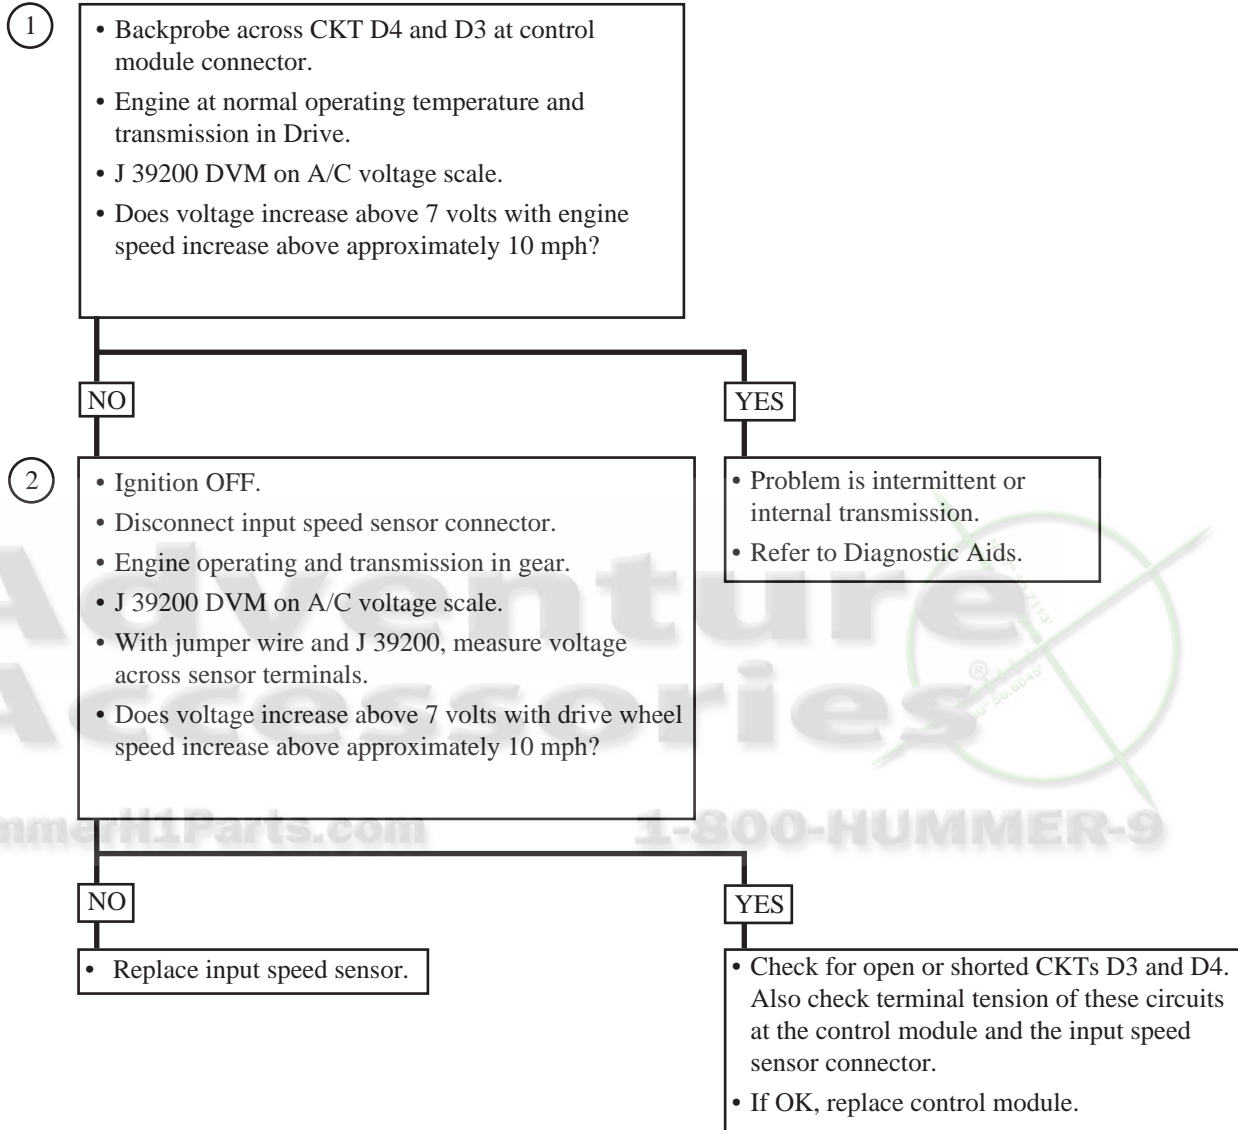 1
• Backprobe across CKT D4 and D3 at control
module connector.
• Engine at normal operating temperature and
transmission in Drive.
• J 39200 DVM on A/C voltage scale.
• Does voltage increase above 7 volts with engine
speed increase above approximately 10 mph?
NO
YES
2
• Ignition OFF.
• Disconnect input speed sensor connector.
• Engine operating and transmission in gear.
• J 39200 DVM on A/C voltage scale.
• With jumper wire and J 39200, measure voltage
across sensor terminals.
• Does voltage increase above 7 volts with drive wheel
speed increase above approximately 10 mph?
• Problem is intermittent or
internal transmission.
• Refer to Diagnostic Aids.
Adventure
Accessories
®
mmerH1Parts.com
1-800-HUMMER-9
NO
YES
• Replace input speed sensor.
• Check for open or shorted CKTs D3 and D4.
Also check terminal tension of these circuits
at the control module and the input speed
sensor connector.
• If OK, replace control module.